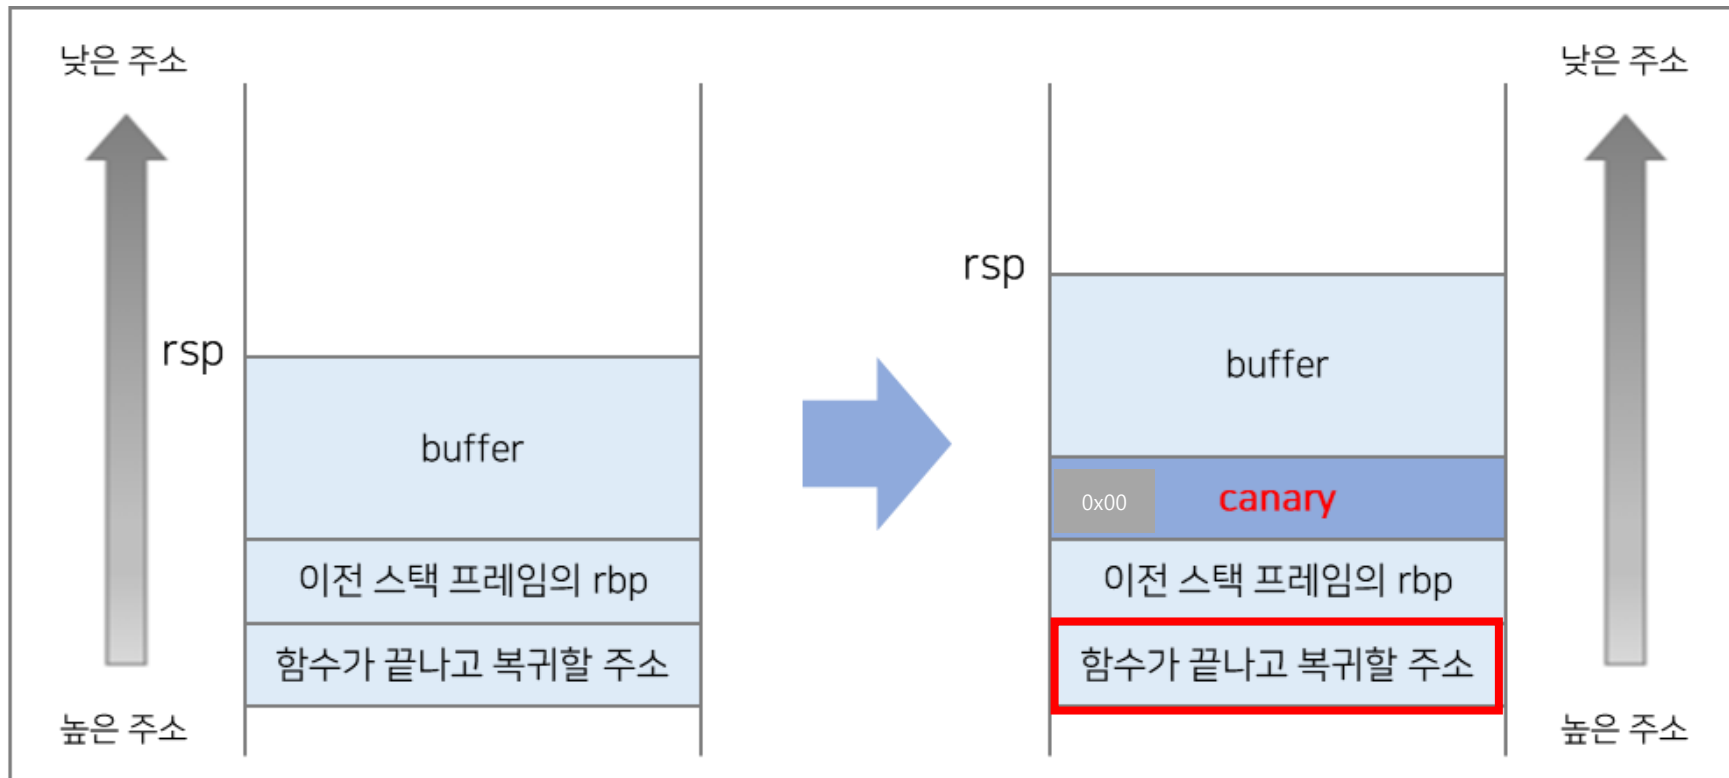 낮은 주소
rsp
buffer
이전 스택 프레임의 rbp
함수가 끝나고 복귀할 주소
높은 주소
낮은 주소
rsp
buffer
0x00 canary
이전 스택 프레임의 rbp
함수가 끝나고 복귀할 주소
높은 주소